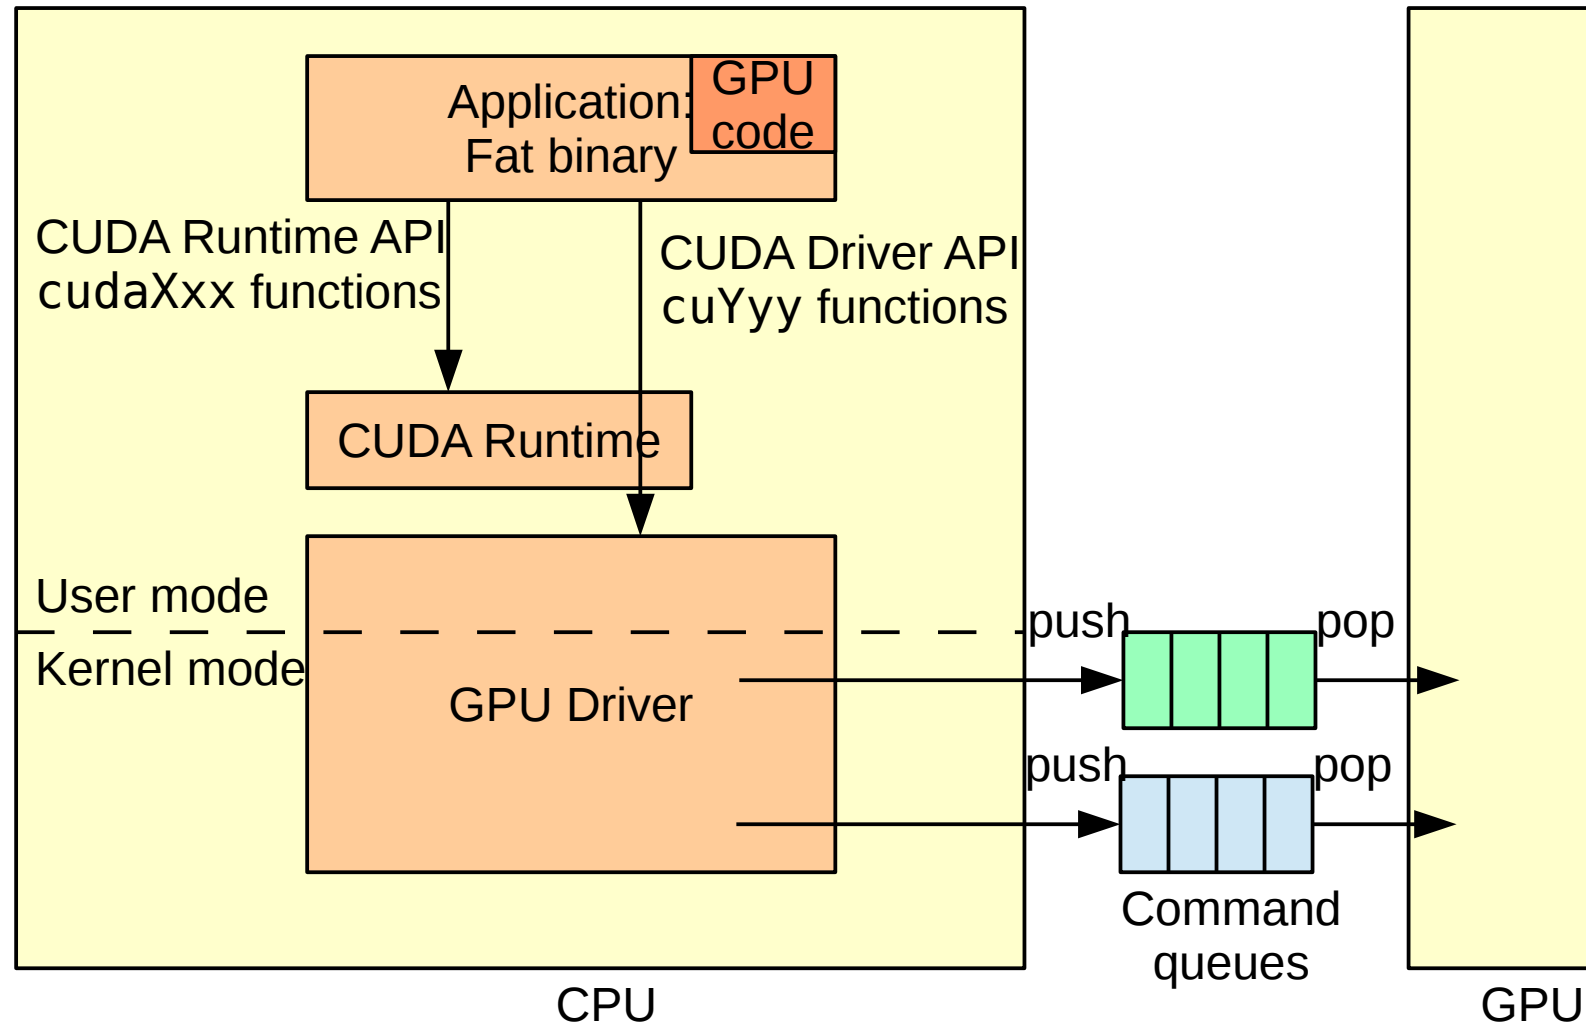 Application:
Fat binary
GPU
code
CUDA Runtime API
cudaXxx functions
CUDA Driver API
cuYyy functions
CUDA Runtime
User mode
Kernel mode
GPU Driver
push
pop
push
pop
Command
queues
CPU
GPU